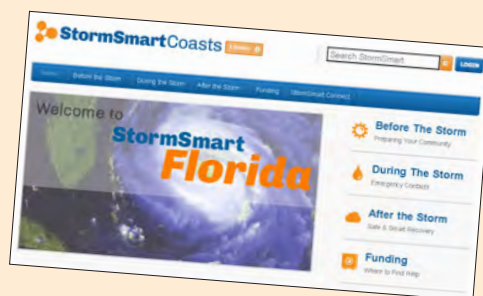 StormSmartCoasts
Search StormSmart
LOGIN
Before the Storm
During the Storm
After the Storm
Funding
StormSmart Connect
Welcome to
StormSmart
Florida
Before The Storm
Preparing Your Community
During The Storm
Emergency Contacts
After the Storm
Safe & Smart Recovery
Funding
Where to Find Help